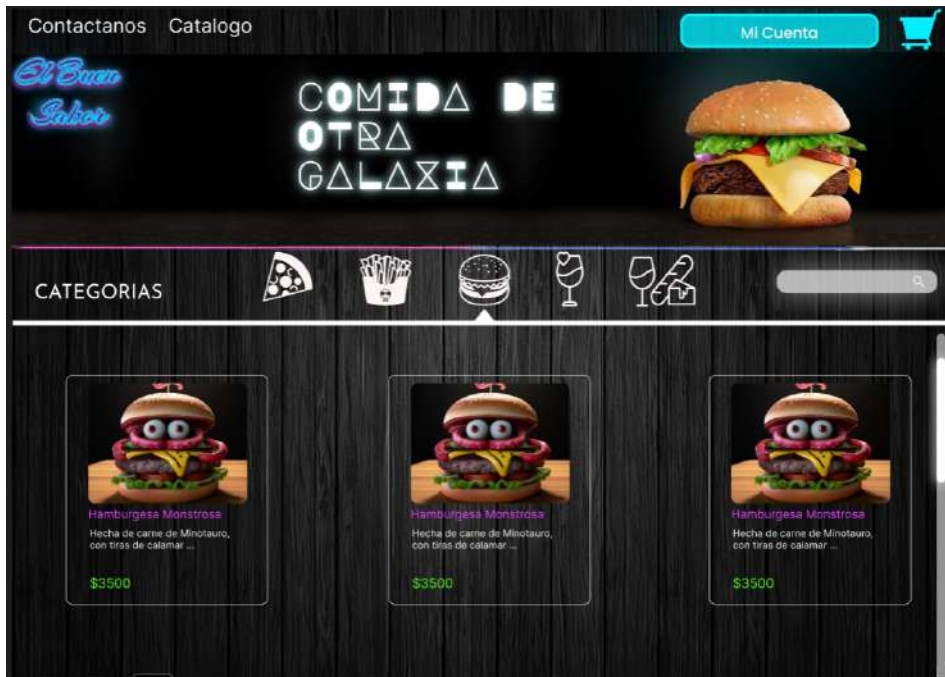 Contactanos Catalogo
Mi Cuenta
El Buen
Sabor
COMIDA DE
OTRA
GALAXIA
CATEGORIAS
Hamburgesa Monstrosa
Hecha de carne de Minotauro,
con tiras de calamar ...
$3500
Hamburgesa Monstrosa
Hecha de carne de Minotauro,
con tiras de calamar ...
$3500
Hamburgesa Monstrosa
Hecha de carne de Minotauro,
con tiras de calamar ...
$3500